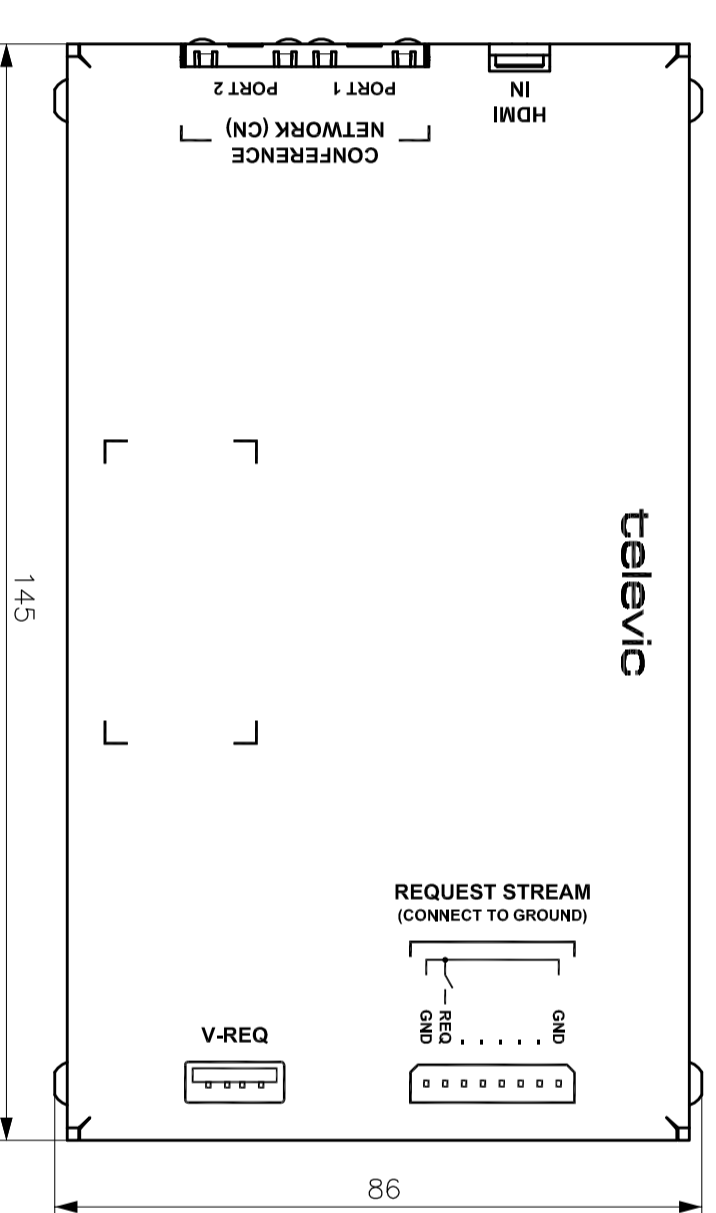 PORT 2 PORT 1
CONFERENCE
NETWORK (CN)
HDMI
IN
televic
145
REQUEST STREAM
(CONNECT TO GROUND)
GND REQ . . . . . GND
V-REQ
86